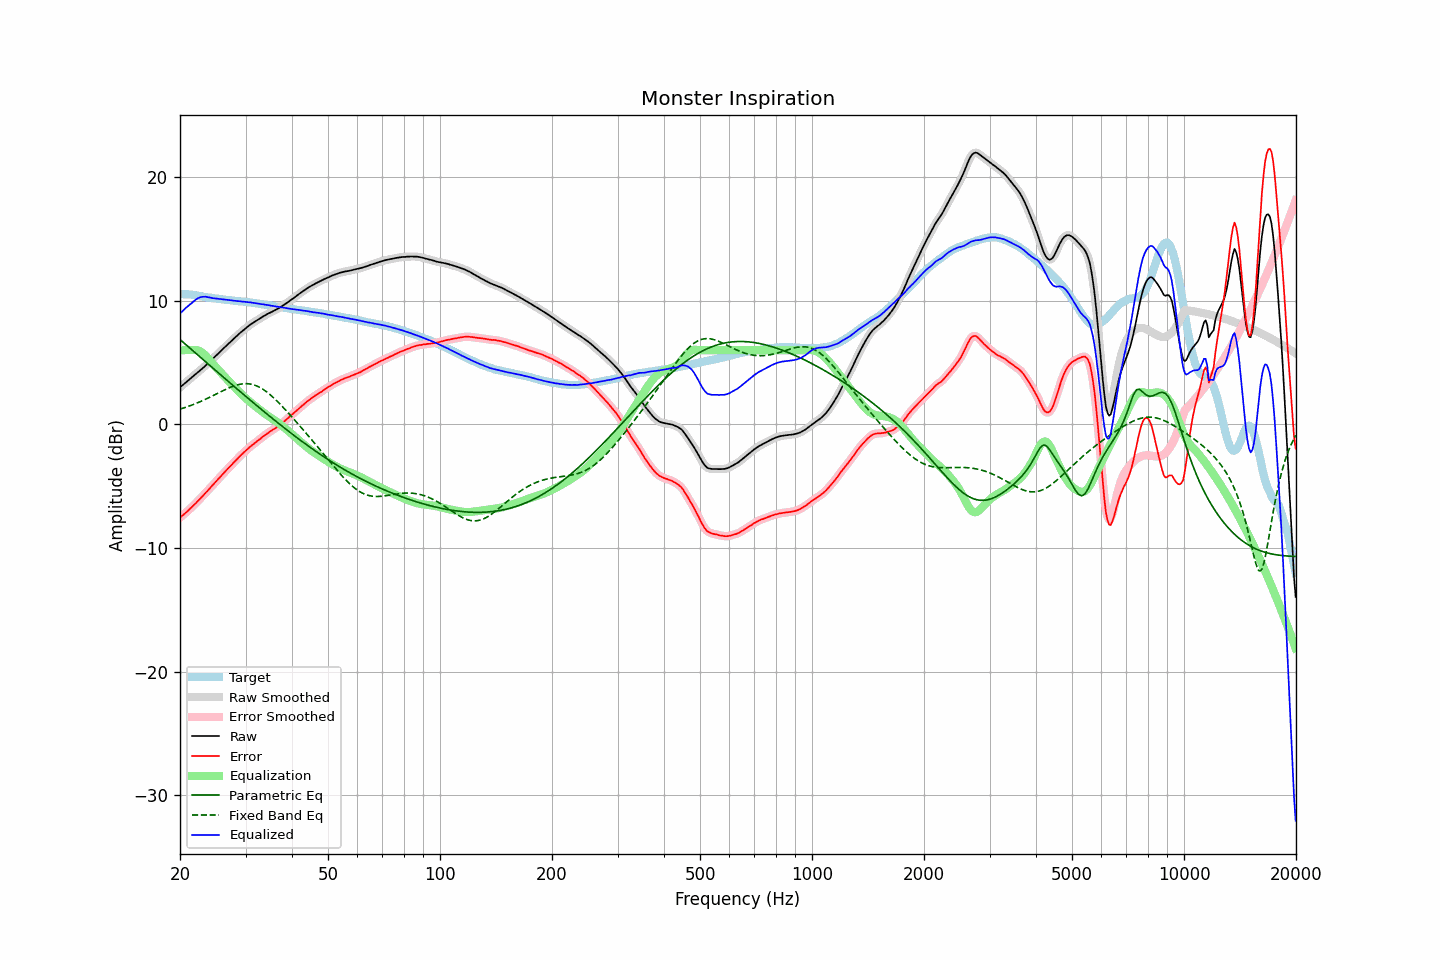 Monster Inspiration
Amplitude (dBr)
20
10
0
−10
−20
−30
Target
Raw Smoothed
Error Smoothed
Raw
Error
Equalization
Parametric Eq
Fixed Band Eq
Equalized
20 50 100 200 500 1000 2000 5000 10000 20000
Frequency (Hz)